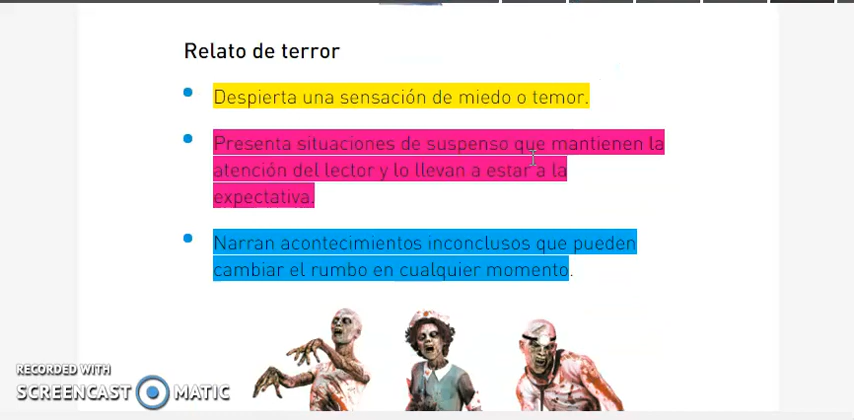 Relato de terror
Despierta una sensación de miedo o temor.
Presenta situaciones de suspenso que mantienen la
atención del lector y lo llevan a estar a la
expectativa.
Narran acontecimientos inconclusos que pueden
cambiar el rumbo en cualquier momento.
RECORDED WITH
SCREENCAST MATIC